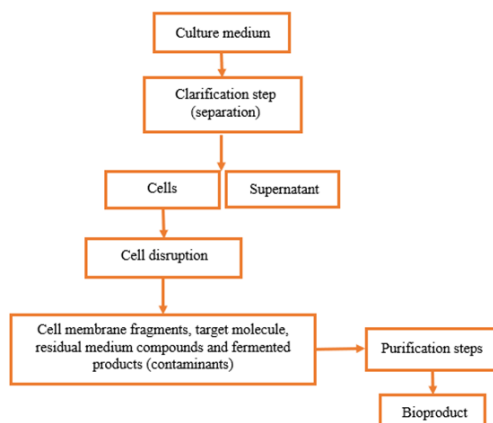 Culture medium
Clarification step
(separation)
Cells
Supernatant
Cell disruption
Cell membrane fragments, target molecule,
residual medium compounds and fermented
products (contaminants)
Purification steps
Bioproduct